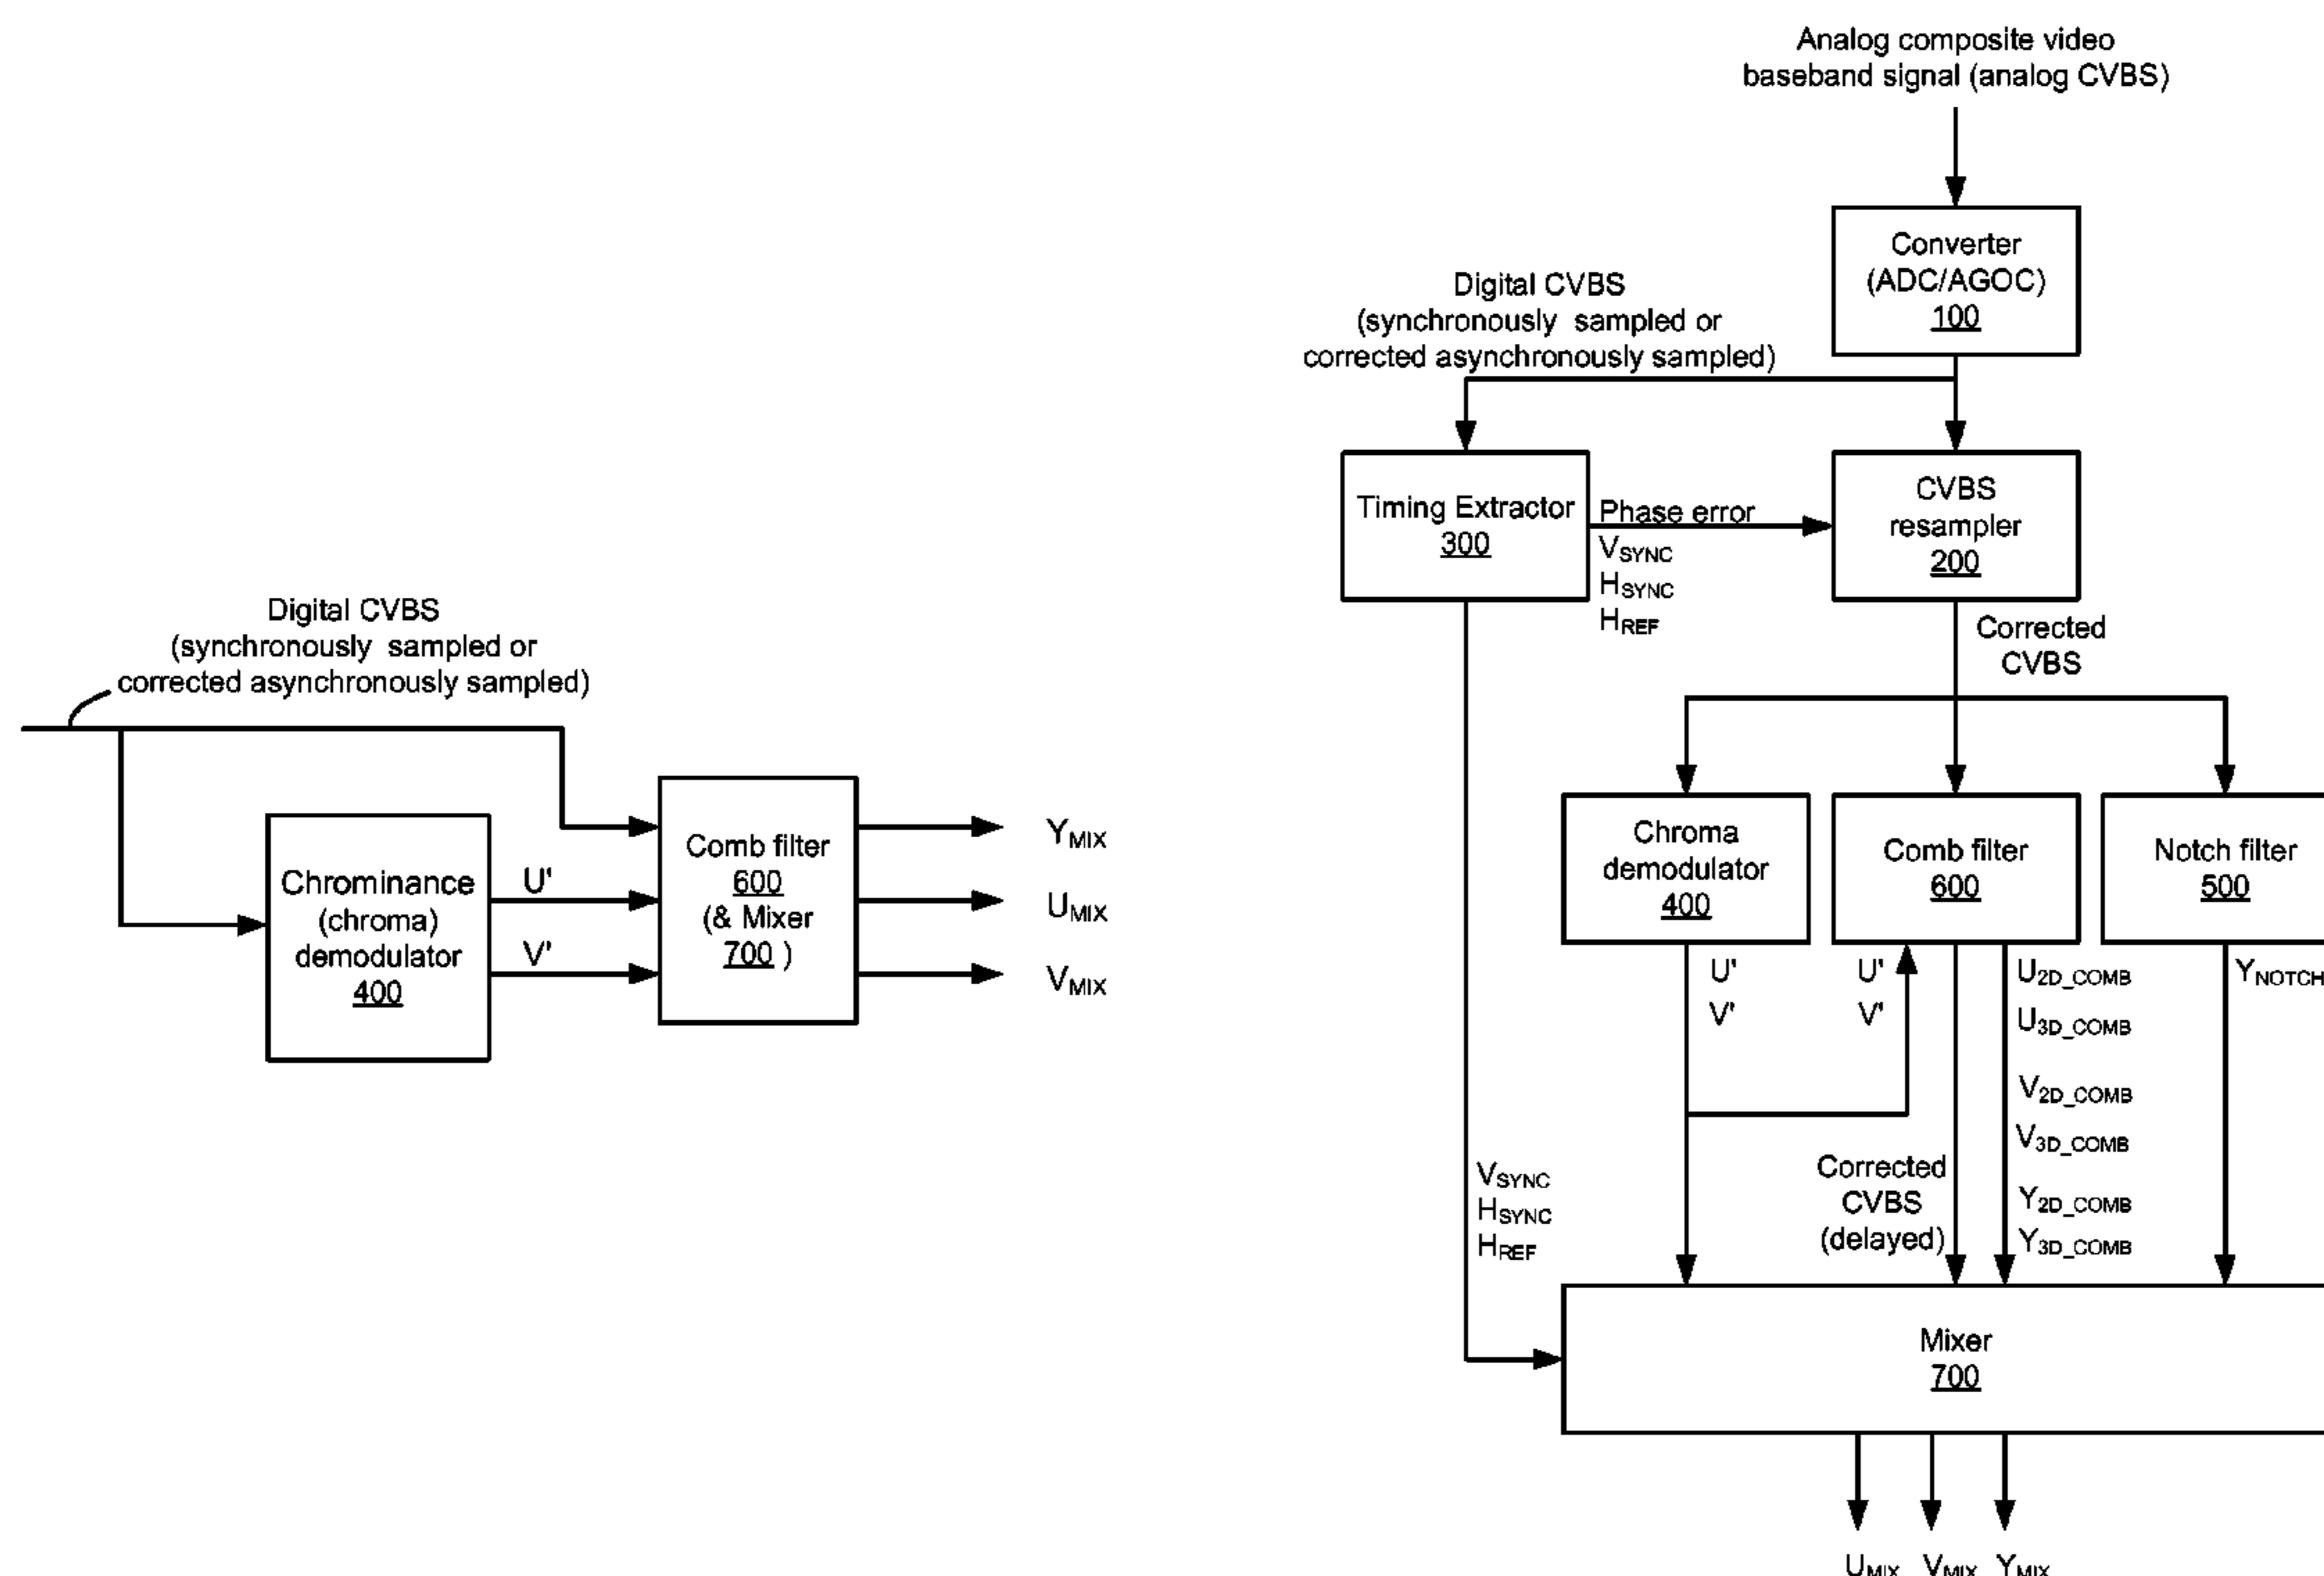 Digital CVBS
(synchronously sampled or
corrected asynchronously sampled)
Chrominance
(chroma)
demodulator
400
U'
V'
Comb filter
600
(& Mixer
700 )
YMIX
UMIX
VMIX
Analog composite video
baseband signal (analog CVBS)
Converter
(ADC/AGOC)
100
Digital CVBS
(synchronously sampled or
corrected asynchronously sampled)
Timing Extractor
300
Phase error
VSYNC
HSYNC
HREF
CVBS
resampler
200
Corrected
CVBS
Chroma
demodulator
400
Comb filter
600
Notch filter
500
U'
V'
U'
V'
U2D_COMB
U3D_COMB
V2D_COMB
V3D_COMB
Y2D_COMB
Y3D_COMB
YNOTCH
Corrected
CVBS
(delayed)
VSYNC
HSYNC
HREF
Mixer
700
UMIX VMIX YMIX